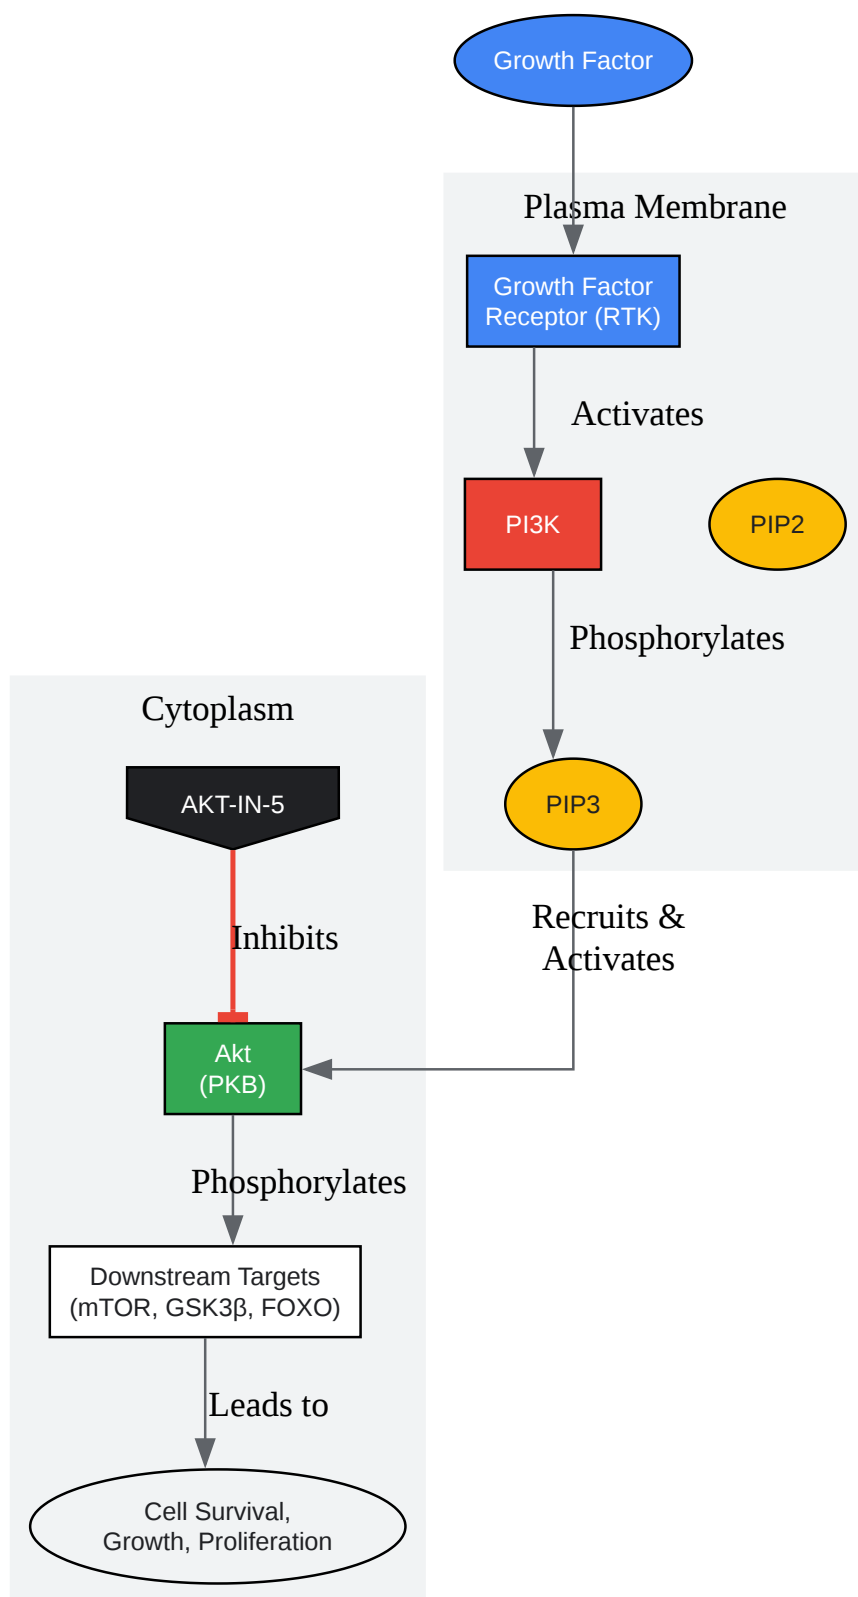 Growth Factor
Plasma Membrane
Growth Factor
Receptor (RTK)
Activates
PI3K
PIP2
Phosphorylates
Cytoplasm
AKT-IN-5
PIP3
Recruits &
Activates
Inhibits
Akt
(PKB)
Phosphorylates
Downstream Targets
(mTOR, GSK3β, FOXO)
Leads to
Cell Survival,
Growth, Proliferation